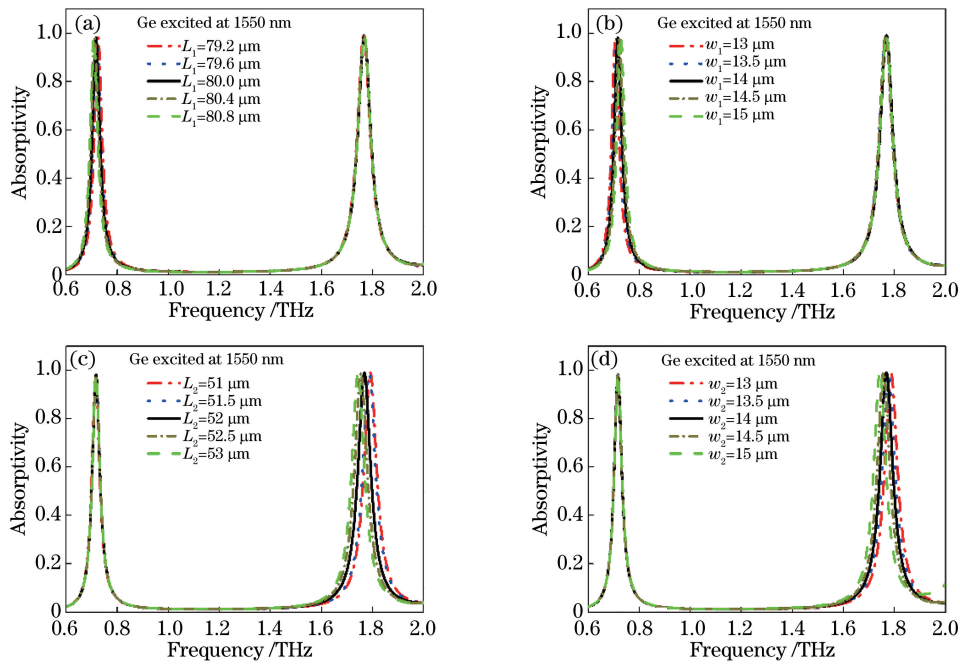 (a)
Ge excited at 1550 nm
L₁=79.2 μm
L₁=79.6 μm
L₁=80.0 μm
L₁=80.4 μm
L₁=80.8 μm
Absorptivity
1.0
0.8
0.6
0.4
0.2
0
0.6 0.8 1.0 1.2 1.4 1.6 1.8 2.0
Frequency /THz
(b)
Ge excited at 1550 nm
w₁=13 μm
w₁=13.5 μm
w₁=14 μm
w₁=14.5 μm
w₁=15 μm
Absorptivity
1.0
0.8
0.6
0.4
0.2
0
0.6 0.8 1.0 1.2 1.4 1.6 1.8 2.0
Frequency /THz
(c)
Ge excited at 1550 nm
L₂=51 μm
L₂=51.5 μm
L₂=52 μm
L₂=52.5 μm
L₂=53 μm
Absorptivity
1.0
0.8
0.6
0.4
0.2
0
0.6 0.8 1.0 1.2 1.4 1.6 1.8 2.0
Frequency /THz
(d)
Ge excited at 1550 nm
w₂=13 μm
w₂=13.5 μm
w₂=14 μm
w₂=14.5 μm
w₂=15 μm
Absorptivity
1.0
0.8
0.6
0.4
0.2
0
0.6 0.8 1.0 1.2 1.4 1.6 1.8 2.0
Frequency /THz